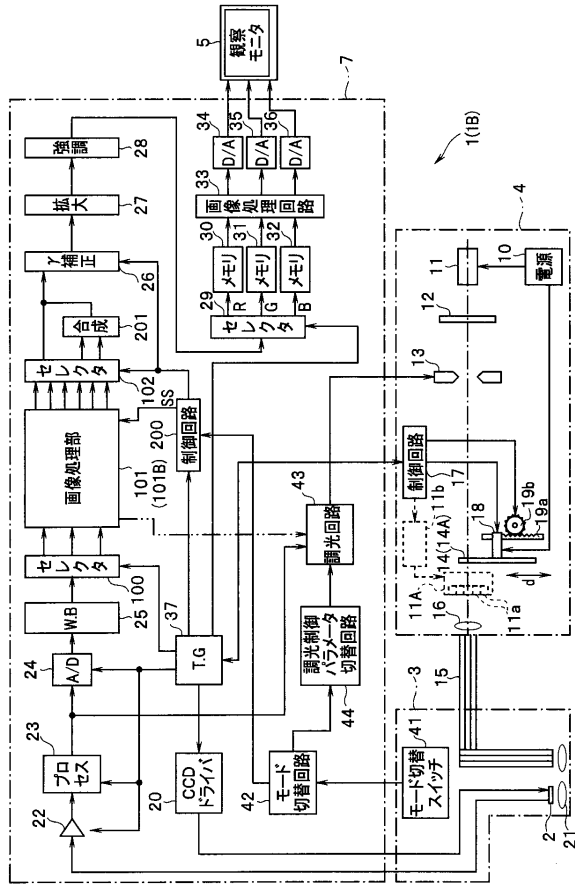 5
観察
モニタ
7
28
強調
27
拡大
26
γ補正
201
合成
102
セレクタ
SS
200
制御回路
画像処理部
101
(101B)
100
セレクタ
25
W.B
24
A/D
23
プロセス
22
34
D/A
35
D/A
36
D/A
33
画像処理回路
30
メモリ
31
メモリ
32
メモリ
29
R
G
B
セレクタ
37
T.G
20
CCD
ドライバ
43
調光回路
調光制御
パラメータ
切替回路
44
42
モード
切替回路
1(1B)
4
11
10
電源
12
13
制御回路
17
11b
18
19b
19a
14(14A)
11A
d
11a
16
15
3
41
モード切替
スイッチ
2
21